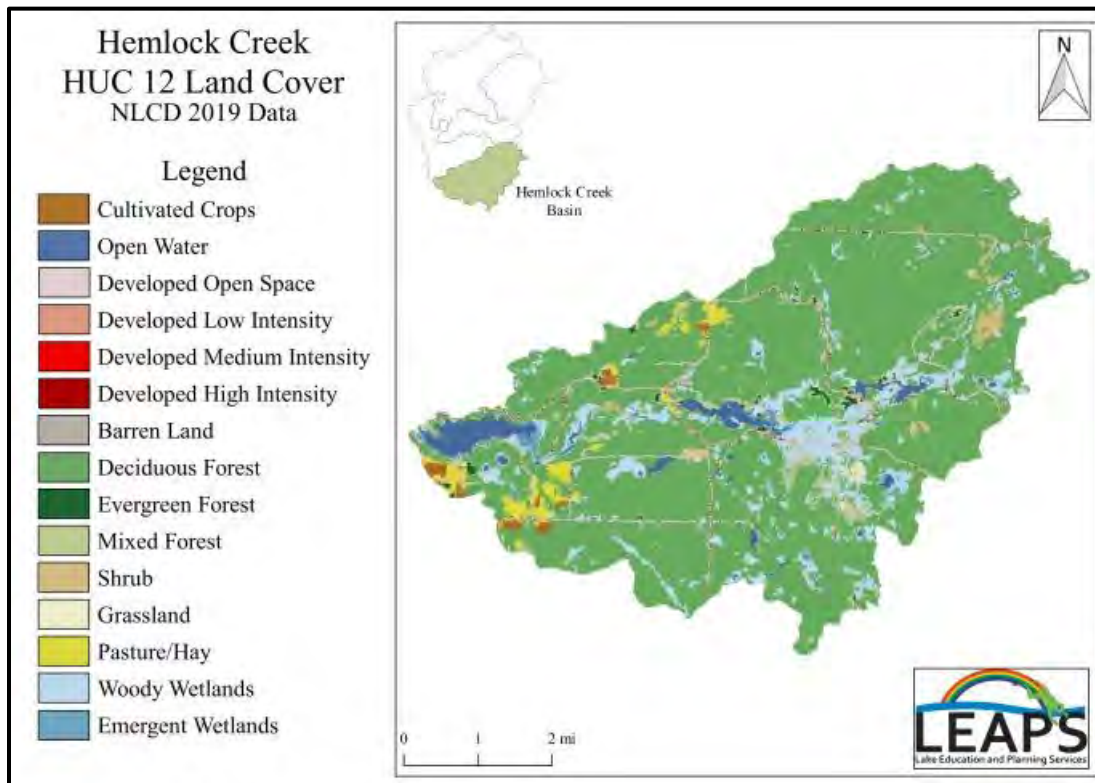 Hemlock Creek
HUC 12 Land Cover
NLCD 2019 Data
Legend
Cultivated Crops
Open Water
Developed Open Space
Developed Low Intensity
Developed Medium Intensity
Developed High Intensity
Barren Land
Deciduous Forest
Evergreen Forest
Mixed Forest
Shrub
Grassland
Pasture/Hay
Woody Wetlands
Emergent Wetlands
Hemlock Creek
Basin
N
0 1 2 mi
LEAPS
Lake Education and Planning Services